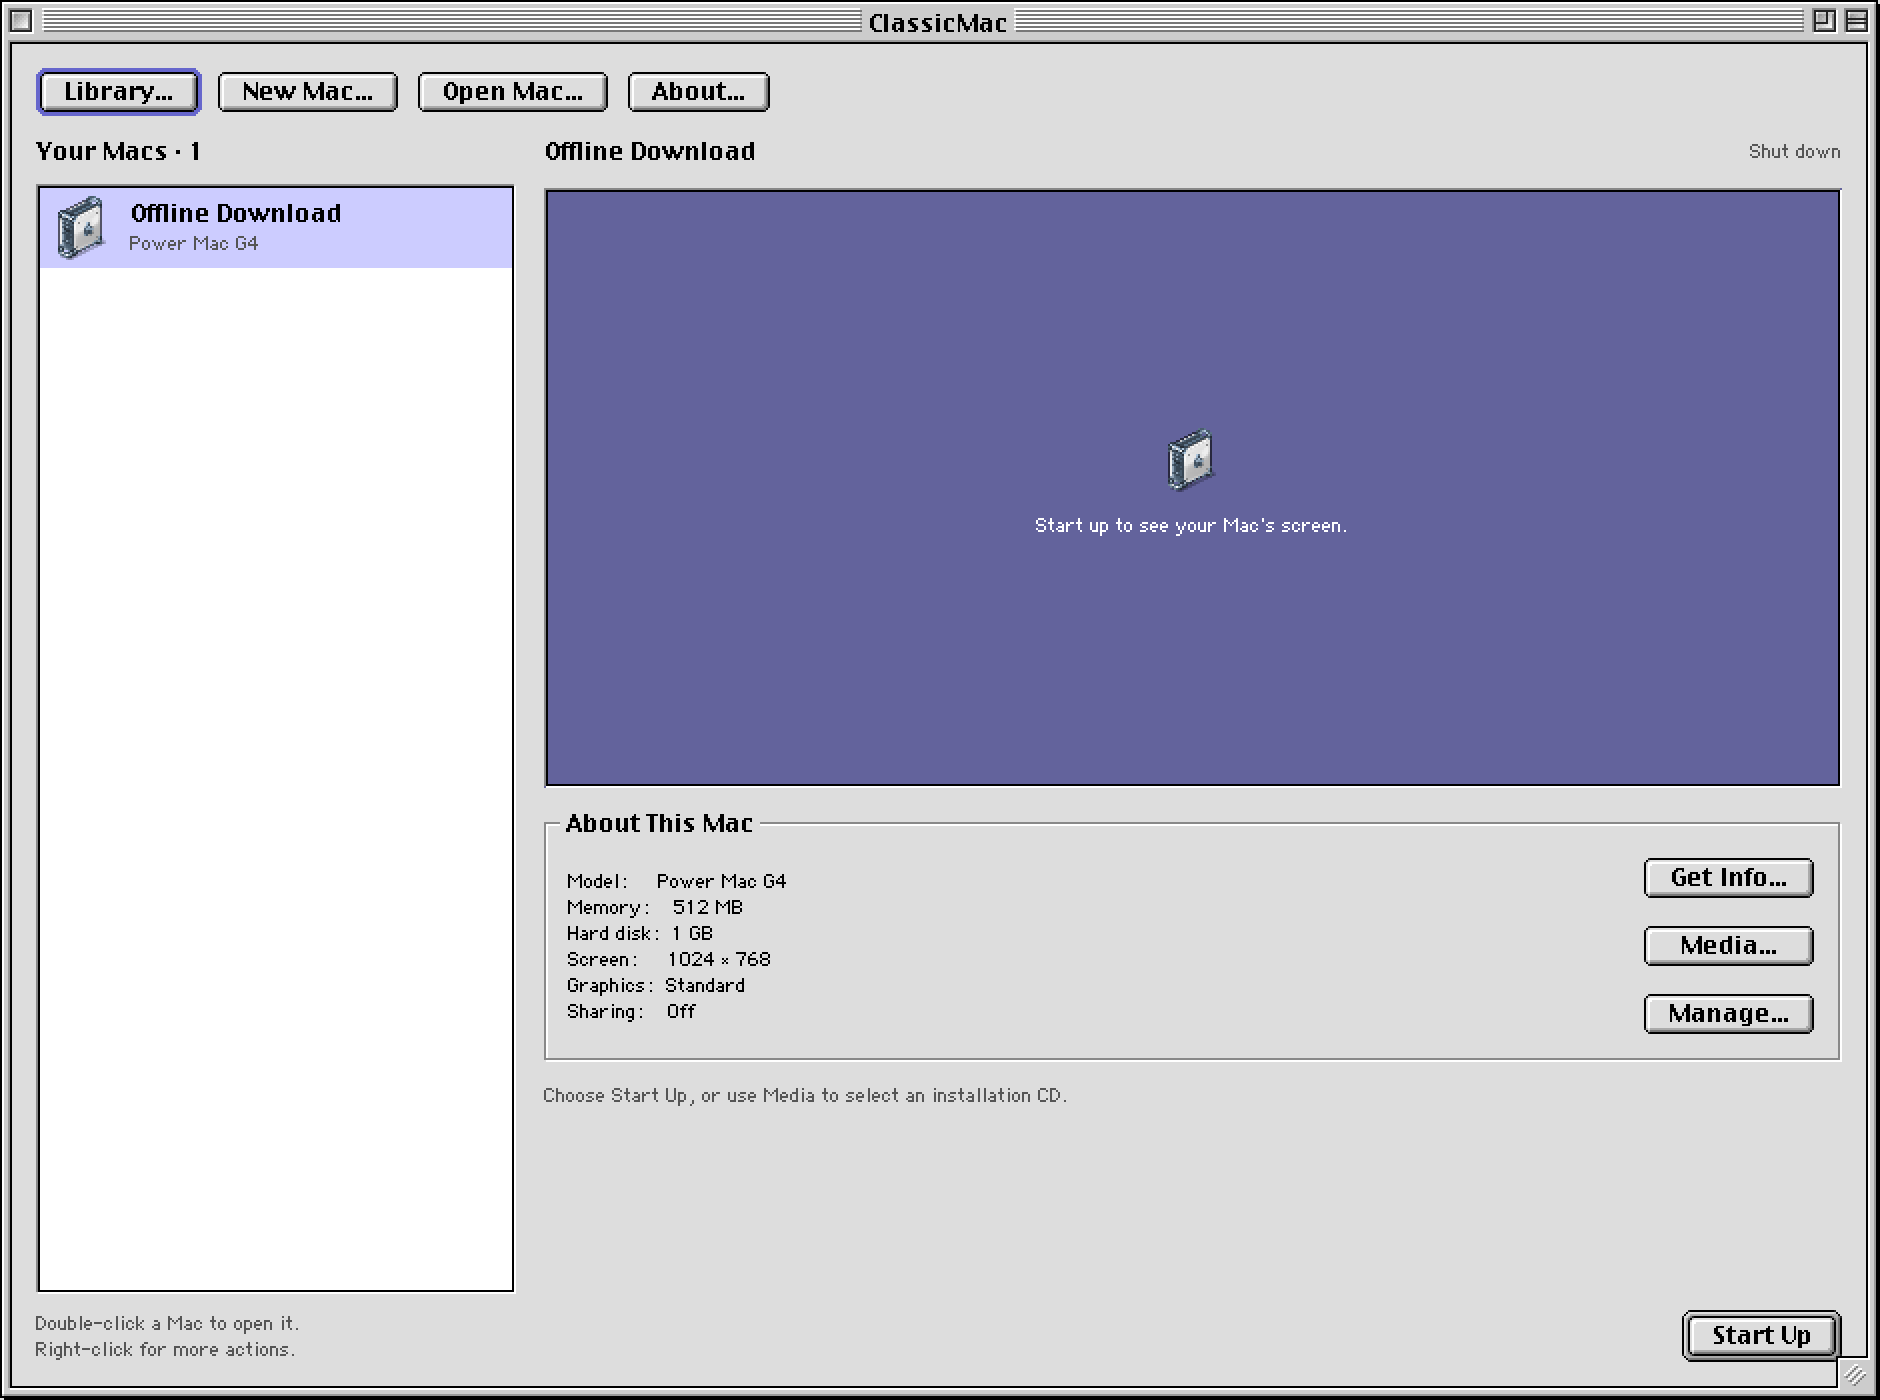 ClassicMac
Library... New Mac... Open Mac... About...
Your Macs · 1
Offline Download
Power Mac G4
Offline Download
Shut down
Start up to see your Mac's screen.
About This Mac
Model: Power Mac G4
Memory: 512 MB
Hard disk: 1 GB
Screen: 1024 × 768
Graphics: Standard
Sharing: Off
Get Info...
Media...
Manage...
Choose Start Up, or use Media to select an installation CD.
Double-click a Mac to open it.
Right-click for more actions.
Start Up